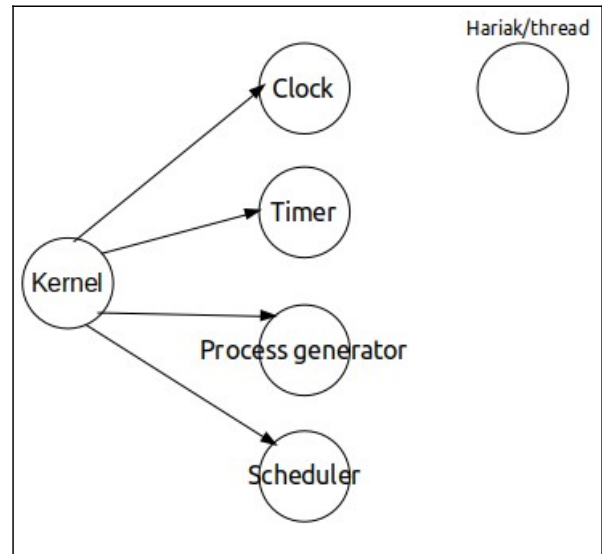 Hariak/thread
Clock
Timer
Kernel
Process generator
Scheduler